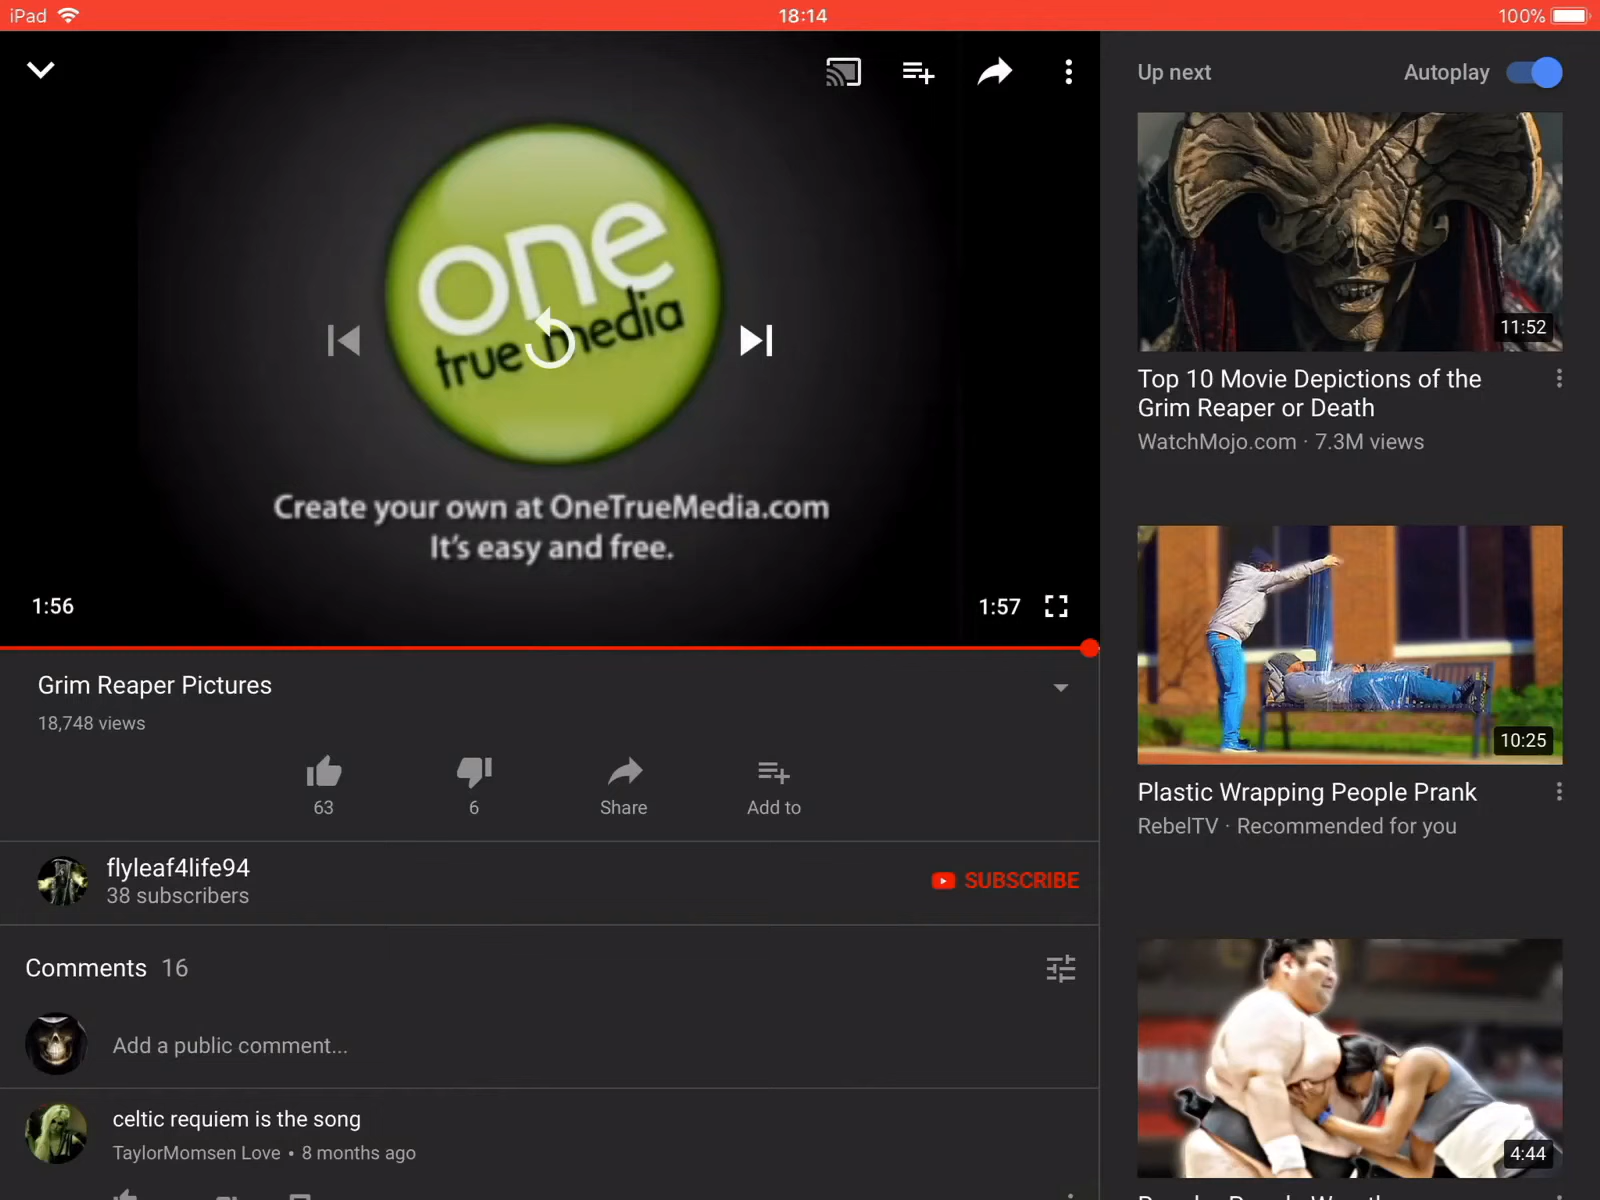 iPad
18:14
100%
one
true media
Create your own at OneTrueMedia.com
It's easy and free.
1:56
1:57
Grim Reaper Pictures
18,748 views
63
6
Share
Add to
flyleaf4life94
38 subscribers
SUBSCRIBE
Comments 16
Add a public comment...
celtic requiem is the song
TaylorMomsen Love • 8 months ago
Up next
Autoplay
11:52
Top 10 Movie Depictions of the
Grim Reaper or Death
WatchMojo.com · 7.3M views
10:25
Plastic Wrapping People Prank
RebelTV · Recommended for you
4:44